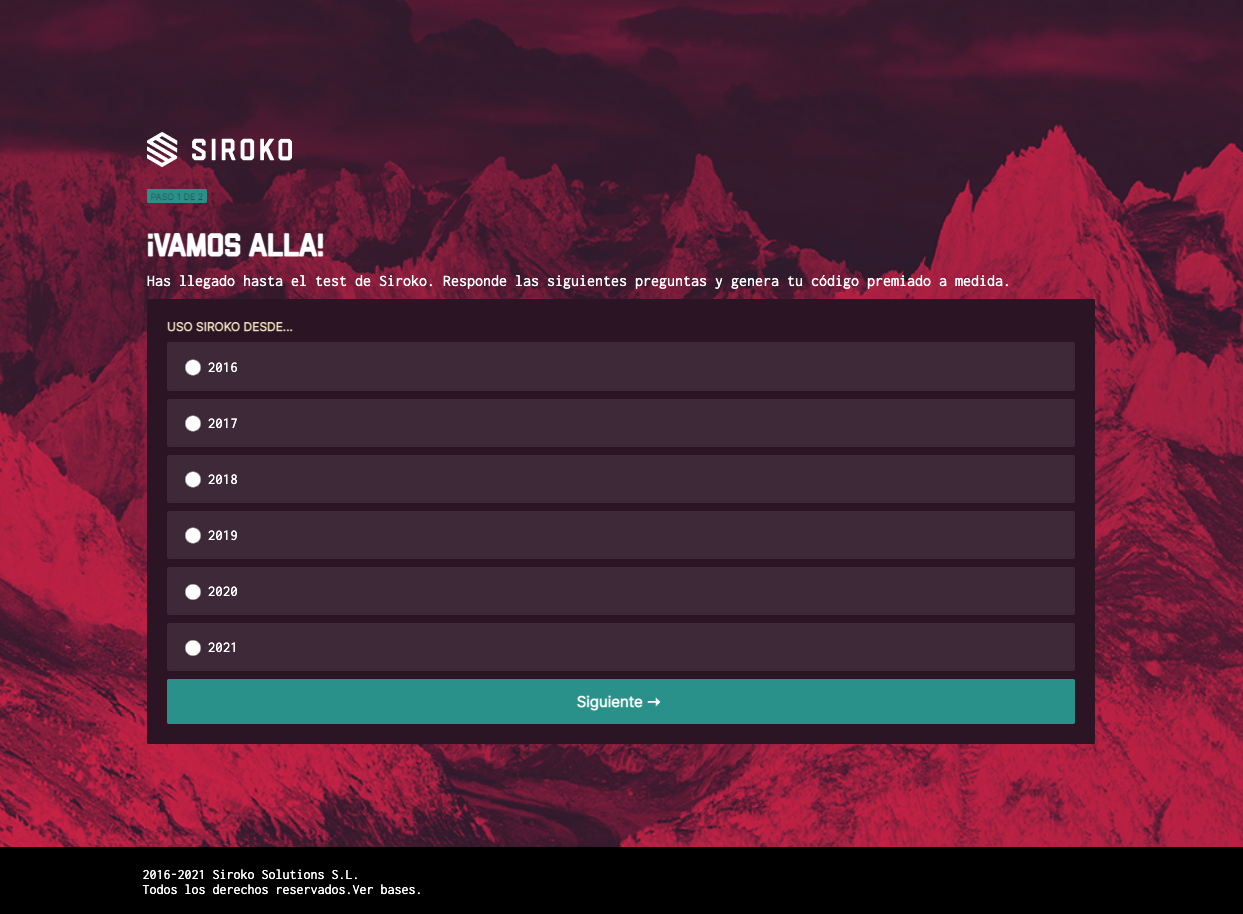 SIROKO
PASO 1 DE 2
¡VAMOS ALLA!
Has llegado hasta el test de Siroko. Responde las siguientes preguntas y genera tu código premiado a medida.
USO SIROKO DESDE...
2016
2017
2018
2019
2020
2021
Siguiente →
2016-2021 Siroko Solutions S.L.
Todos los derechos reservados.Ver bases.